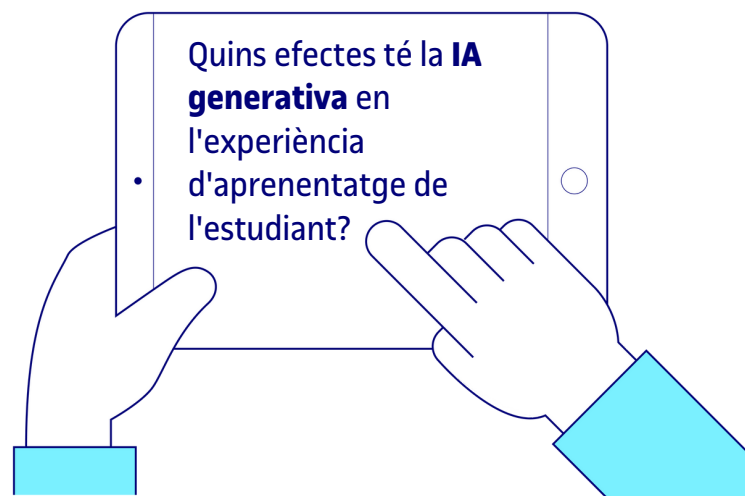 Quins efectes té la IA
generativa en
l'experiència
d'aprenentatge de
l'estudiant?